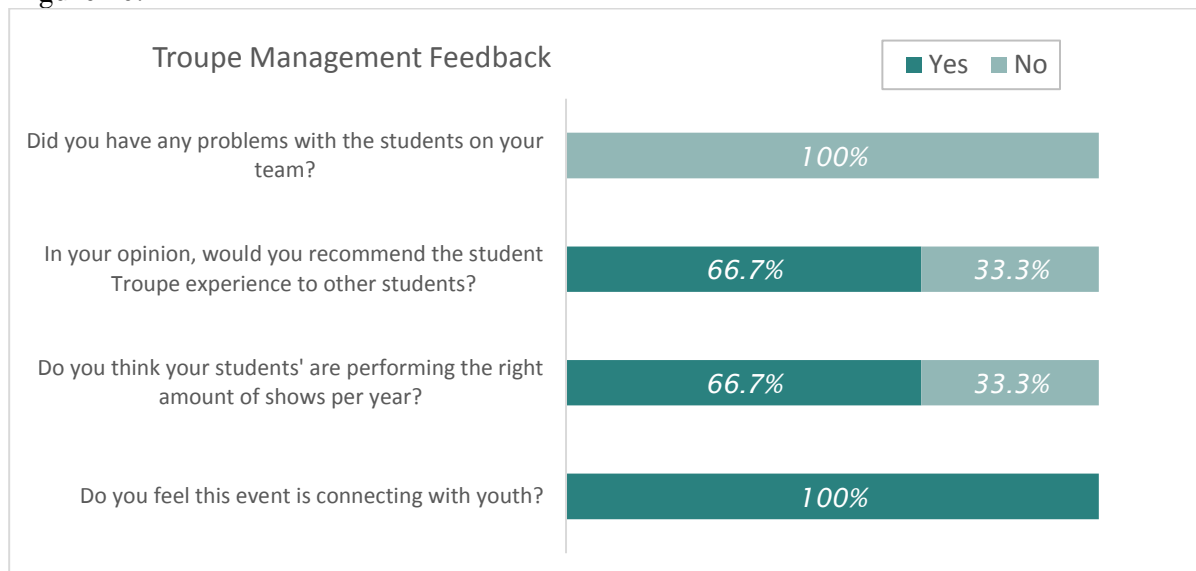 Troupe Management Feedback
Yes No
Did you have any problems with the students on your
team?
100%
In your opinion, would you recommend the student
Troupe experience to other students?
66.7% 33.3%
Do you think your students' are performing the right
amount of shows per year?
66.7% 33.3%
Do you feel this event is connecting with youth?
100%